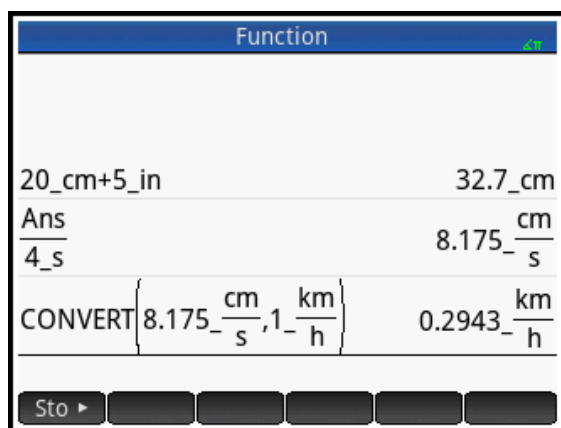 Function
∡π
20_cm+5_in 32.7_cm
Ans/4_s 8.175_cm/s
CONVERT(8.175_cm/s,1_km/h) 0.2943_km/h
Sto ▸